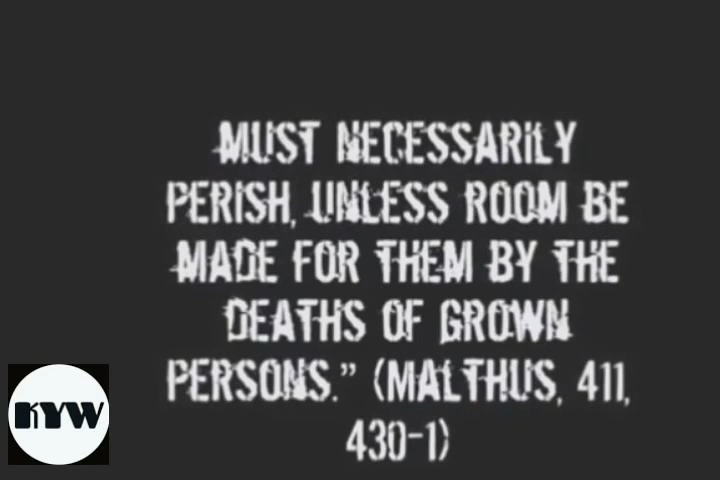 MUST NECESSARILY
PERISH, UNLESS ROOM BE
MADE FOR THEM BY THE
DEATHS OF GROWN
PERSONS.” (MALTHUS, 411,
430-1)
KYW